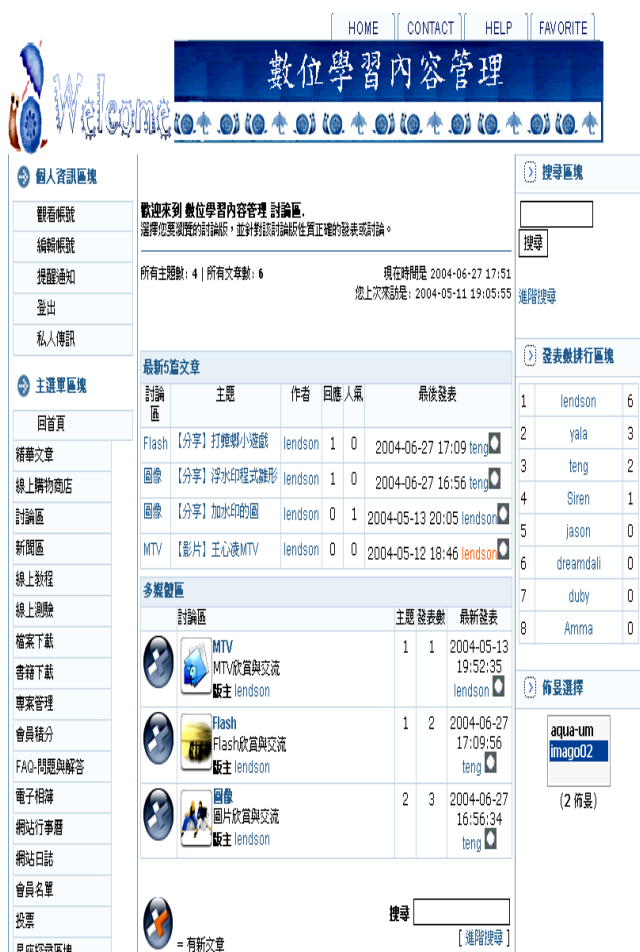 HOME
CONTACT
HELP
FAVORITE
Welcome
數位學習內容管理
個人資訊區塊
觀看帳號
編輯帳號
提醒通知
登出
私人傳訊
主選單區塊
回首頁
精華文章
線上購物商店
討論區
新聞區
線上教程
線上測驗
檔案下載
書籍下載
專案管理
會員積分
FAQ-問題與解答
電子相簿
網站行事曆
網站日誌
會員名單
投票
星座探索區塊
歡迎來到 數位學習內容管理 討論區.
選擇您要瀏覽的討論版，並針對該討論版性質正確的發表或討論。
所有主題數: 4 | 所有文章數: 6
現在時間是 2004-06-27 17:51
您上次來訪是: 2004-05-11 19:05:55
最新5篇文章
討論區 主題 作者 回應 人氣 最後發表
Flash 【分享】打蟑螂小遊戲 lendson 1 0 2004-06-27 17:09 teng
圖像 【分享】浮水印程式雛形 lendson 1 0 2004-06-27 16:56 teng
圖像 【分享】加水印的圖 lendson 0 1 2004-05-13 20:05 lendson
MTV 【影片】王心凌MTV lendson 0 0 2004-05-12 18:46 lendson
多媒體區
討論區 主題 發表數 最新發表
MTV 1 1 2004-05-13
MTV欣賞與交流 19:52:35
版主 lendson lendson
Flash 1 2 2004-06-27
Flash欣賞與交流 17:09:56
版主 lendson teng
圖像 2 3 2004-06-27
圖片欣賞與交流 16:56:34
版主 lendson teng
= 有新文章
搜尋
[ 進階搜尋 ]
搜尋區塊
搜尋
進階搜尋
發表數排行區塊
1 lendson 6
2 yala 3
3 teng 2
4 Siren 1
5 jason 0
6 dreamdali 0
7 duby 0
8 Amma 0
佈景選擇
aqua-um
imago02
(2 佈景)